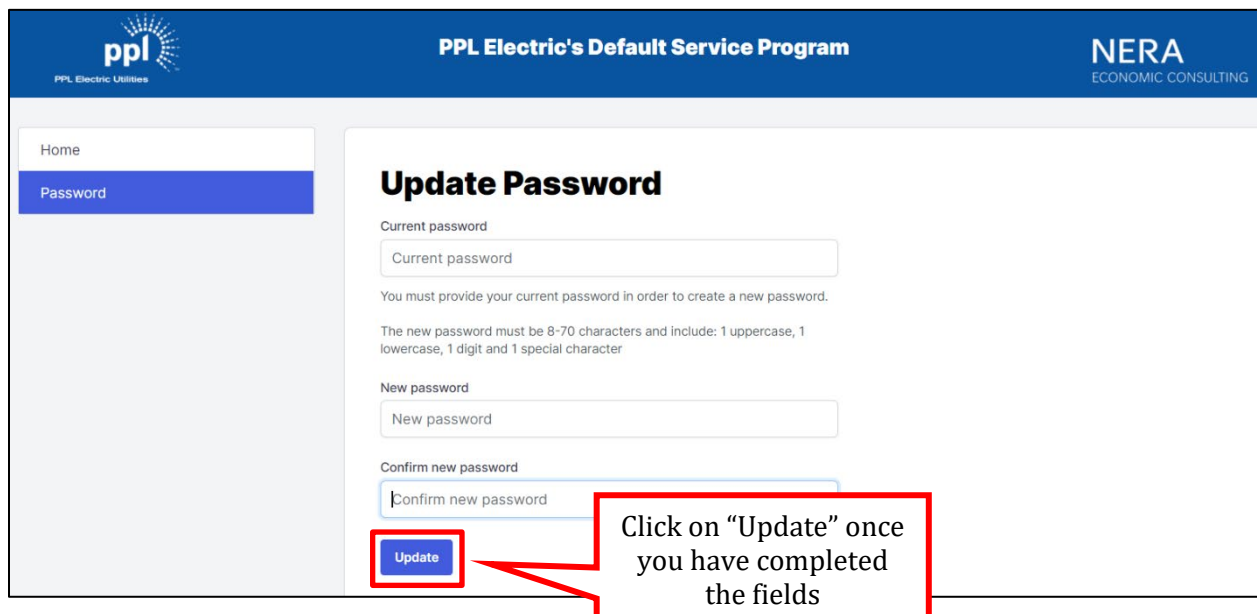 ppl
PPL Electric Utilities
PPL Electric's Default Service Program
NERA
ECONOMIC CONSULTING
Home
Password
Update Password
Current password
Current password
You must provide your current password in order to create a new password.
The new password must be 8-70 characters and include: 1 uppercase, 1
lowercase, 1 digit and 1 special character
New password
New password
Confirm new password
Confirm new password
Update
Click on “Update” once
you have completed
the fields